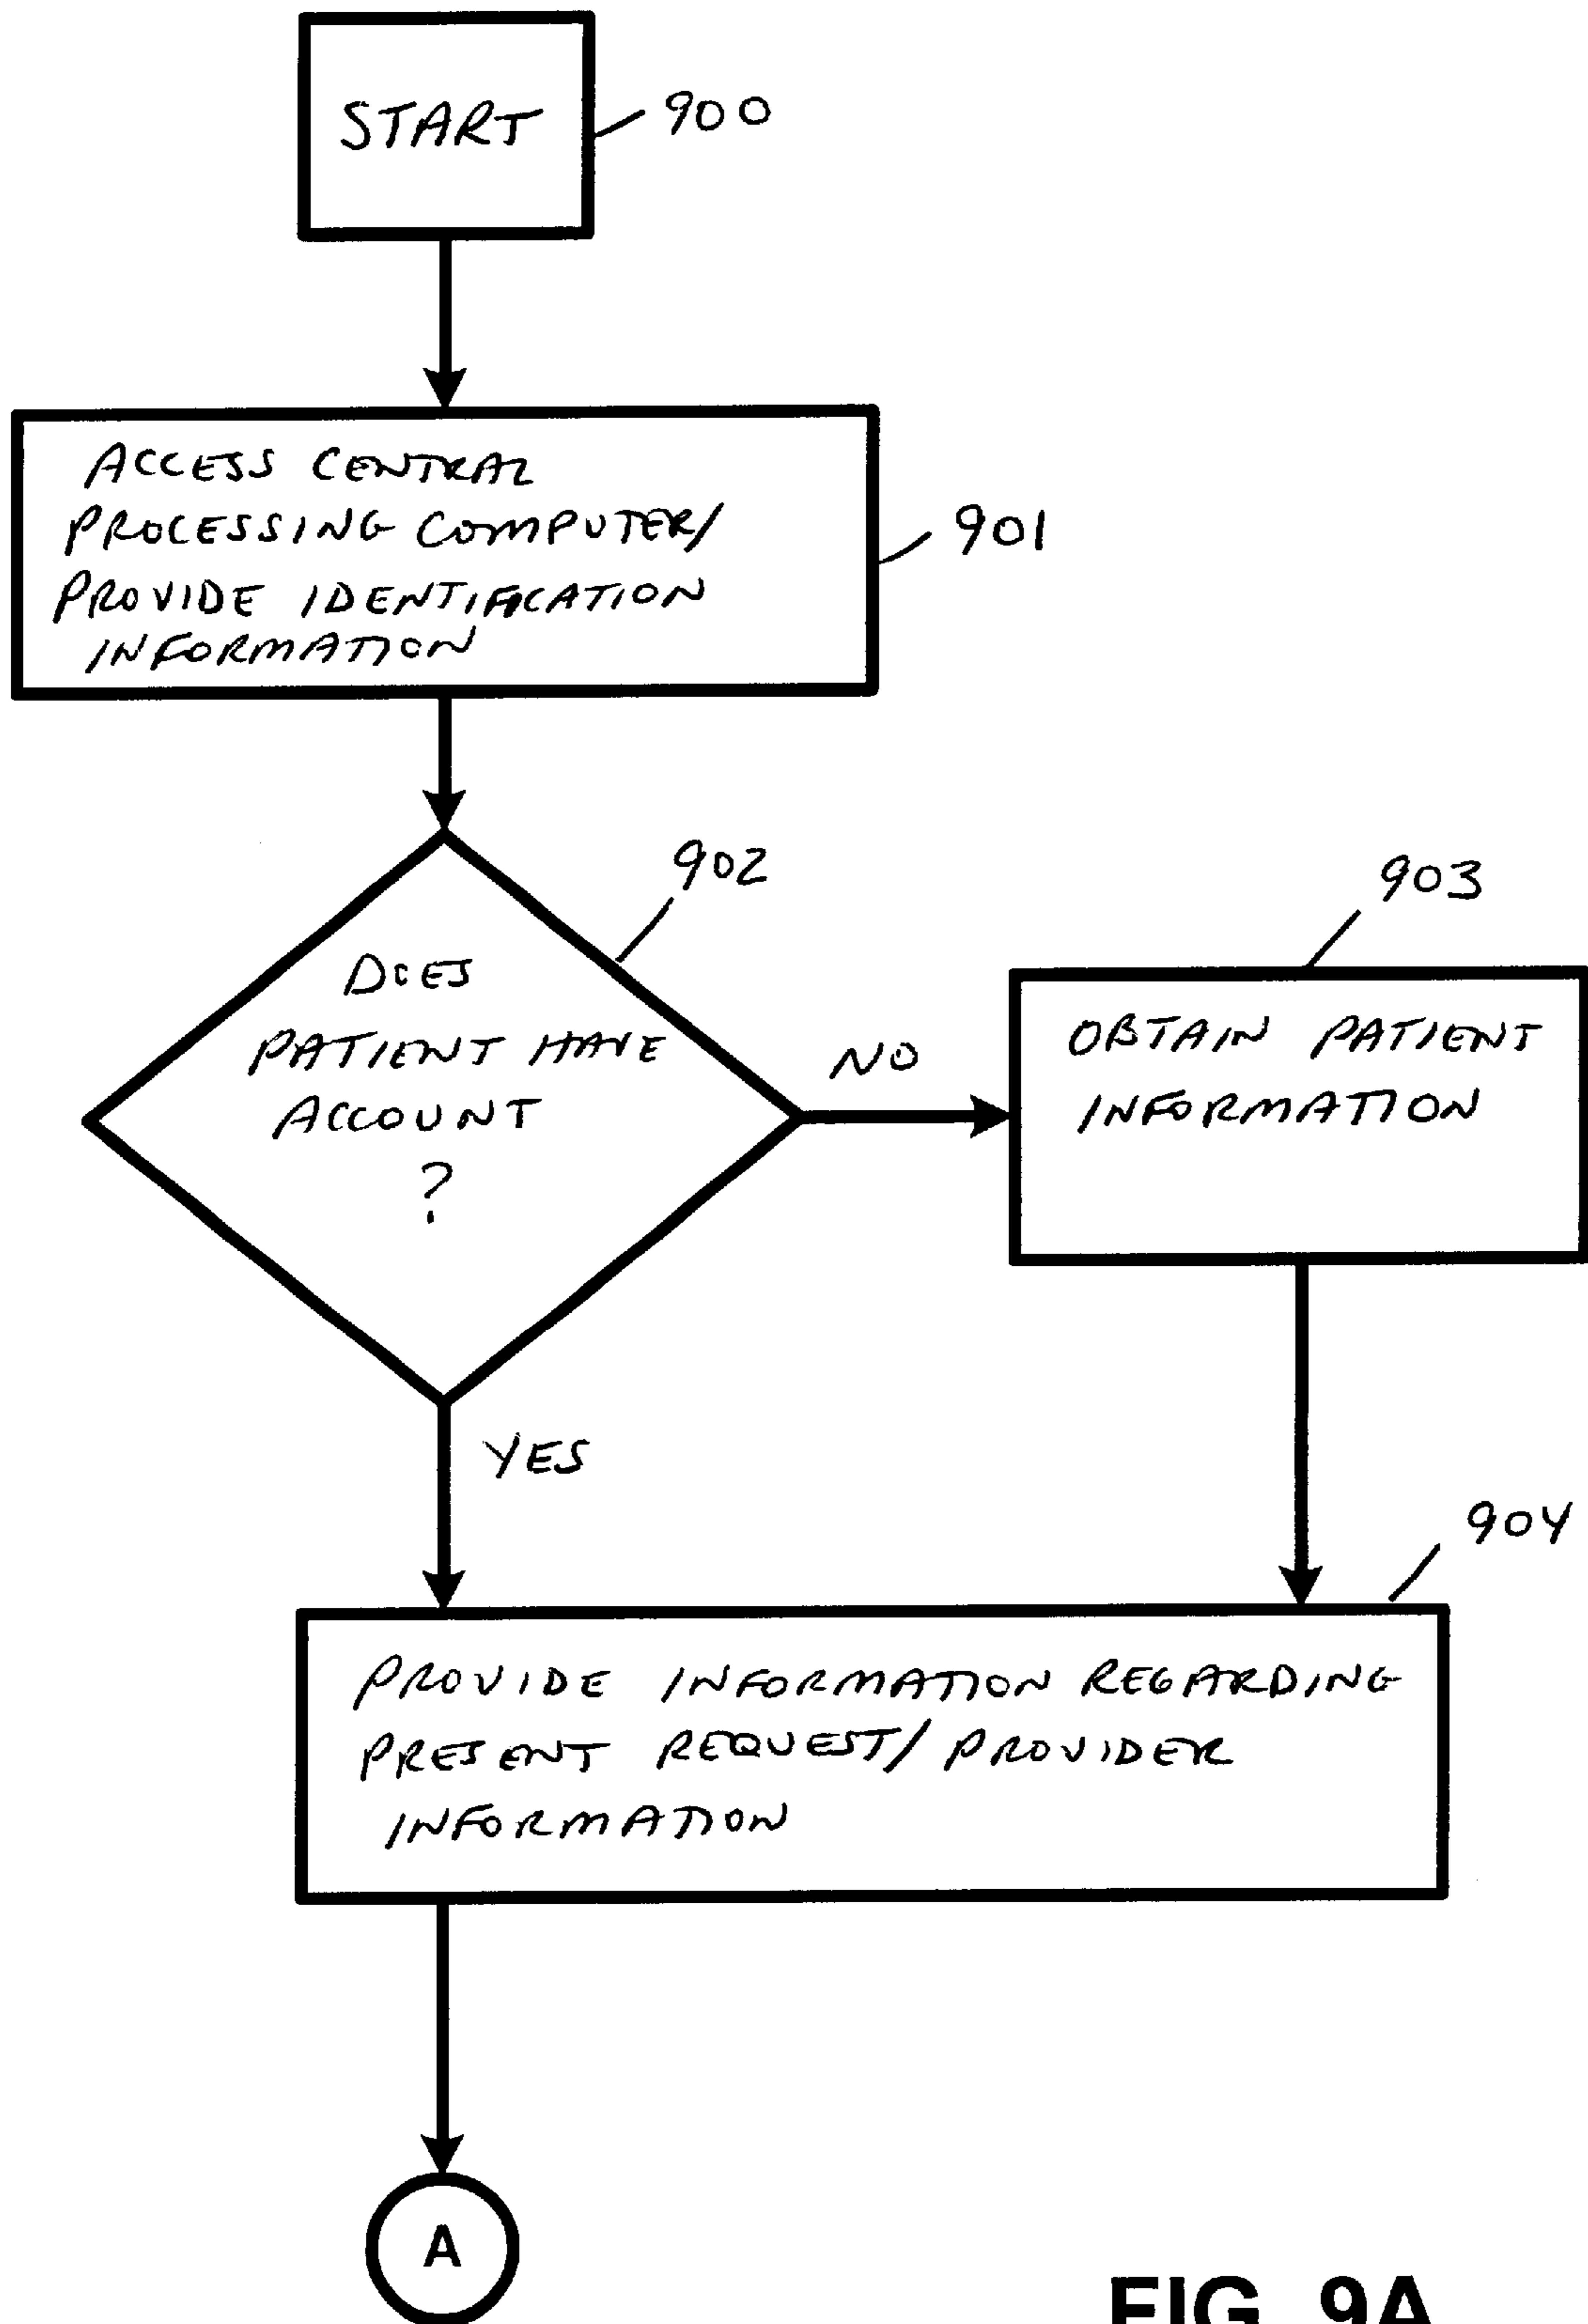 START
900
ACCESS CENTRAL
PROCESSING COMPUTER/
PROVIDE IDENTIFICATION
INFORMATION
901
902
DOES
PATIENT HAVE
ACCOUNT
?
NO
903
OBTAIN PATIENT
INFORMATION
YES
904
PROVIDE INFORMATION REGARDING
PRESENT REQUEST/PROVIDER
INFORMATION
A
FIG. 9A